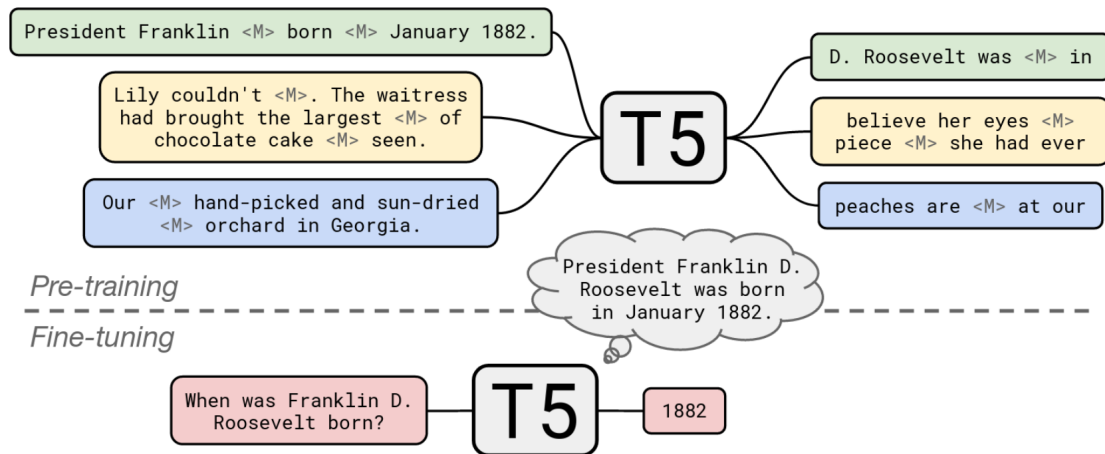 President Franklin <M> born <M> January 1882.
Lily couldn't <M>. The waitress
had brought the largest <M> of
chocolate cake <M> seen.
Our <M> hand-picked and sun-dried
<M> orchard in Georgia.
T5
D. Roosevelt was <M> in
believe her eyes <M>
piece <M> she had ever
peaches are <M> at our
Pre-training
President Franklin D.
Roosevelt was born
in January 1882.
Fine-tuning
When was Franklin D.
Roosevelt born?
T5
1882